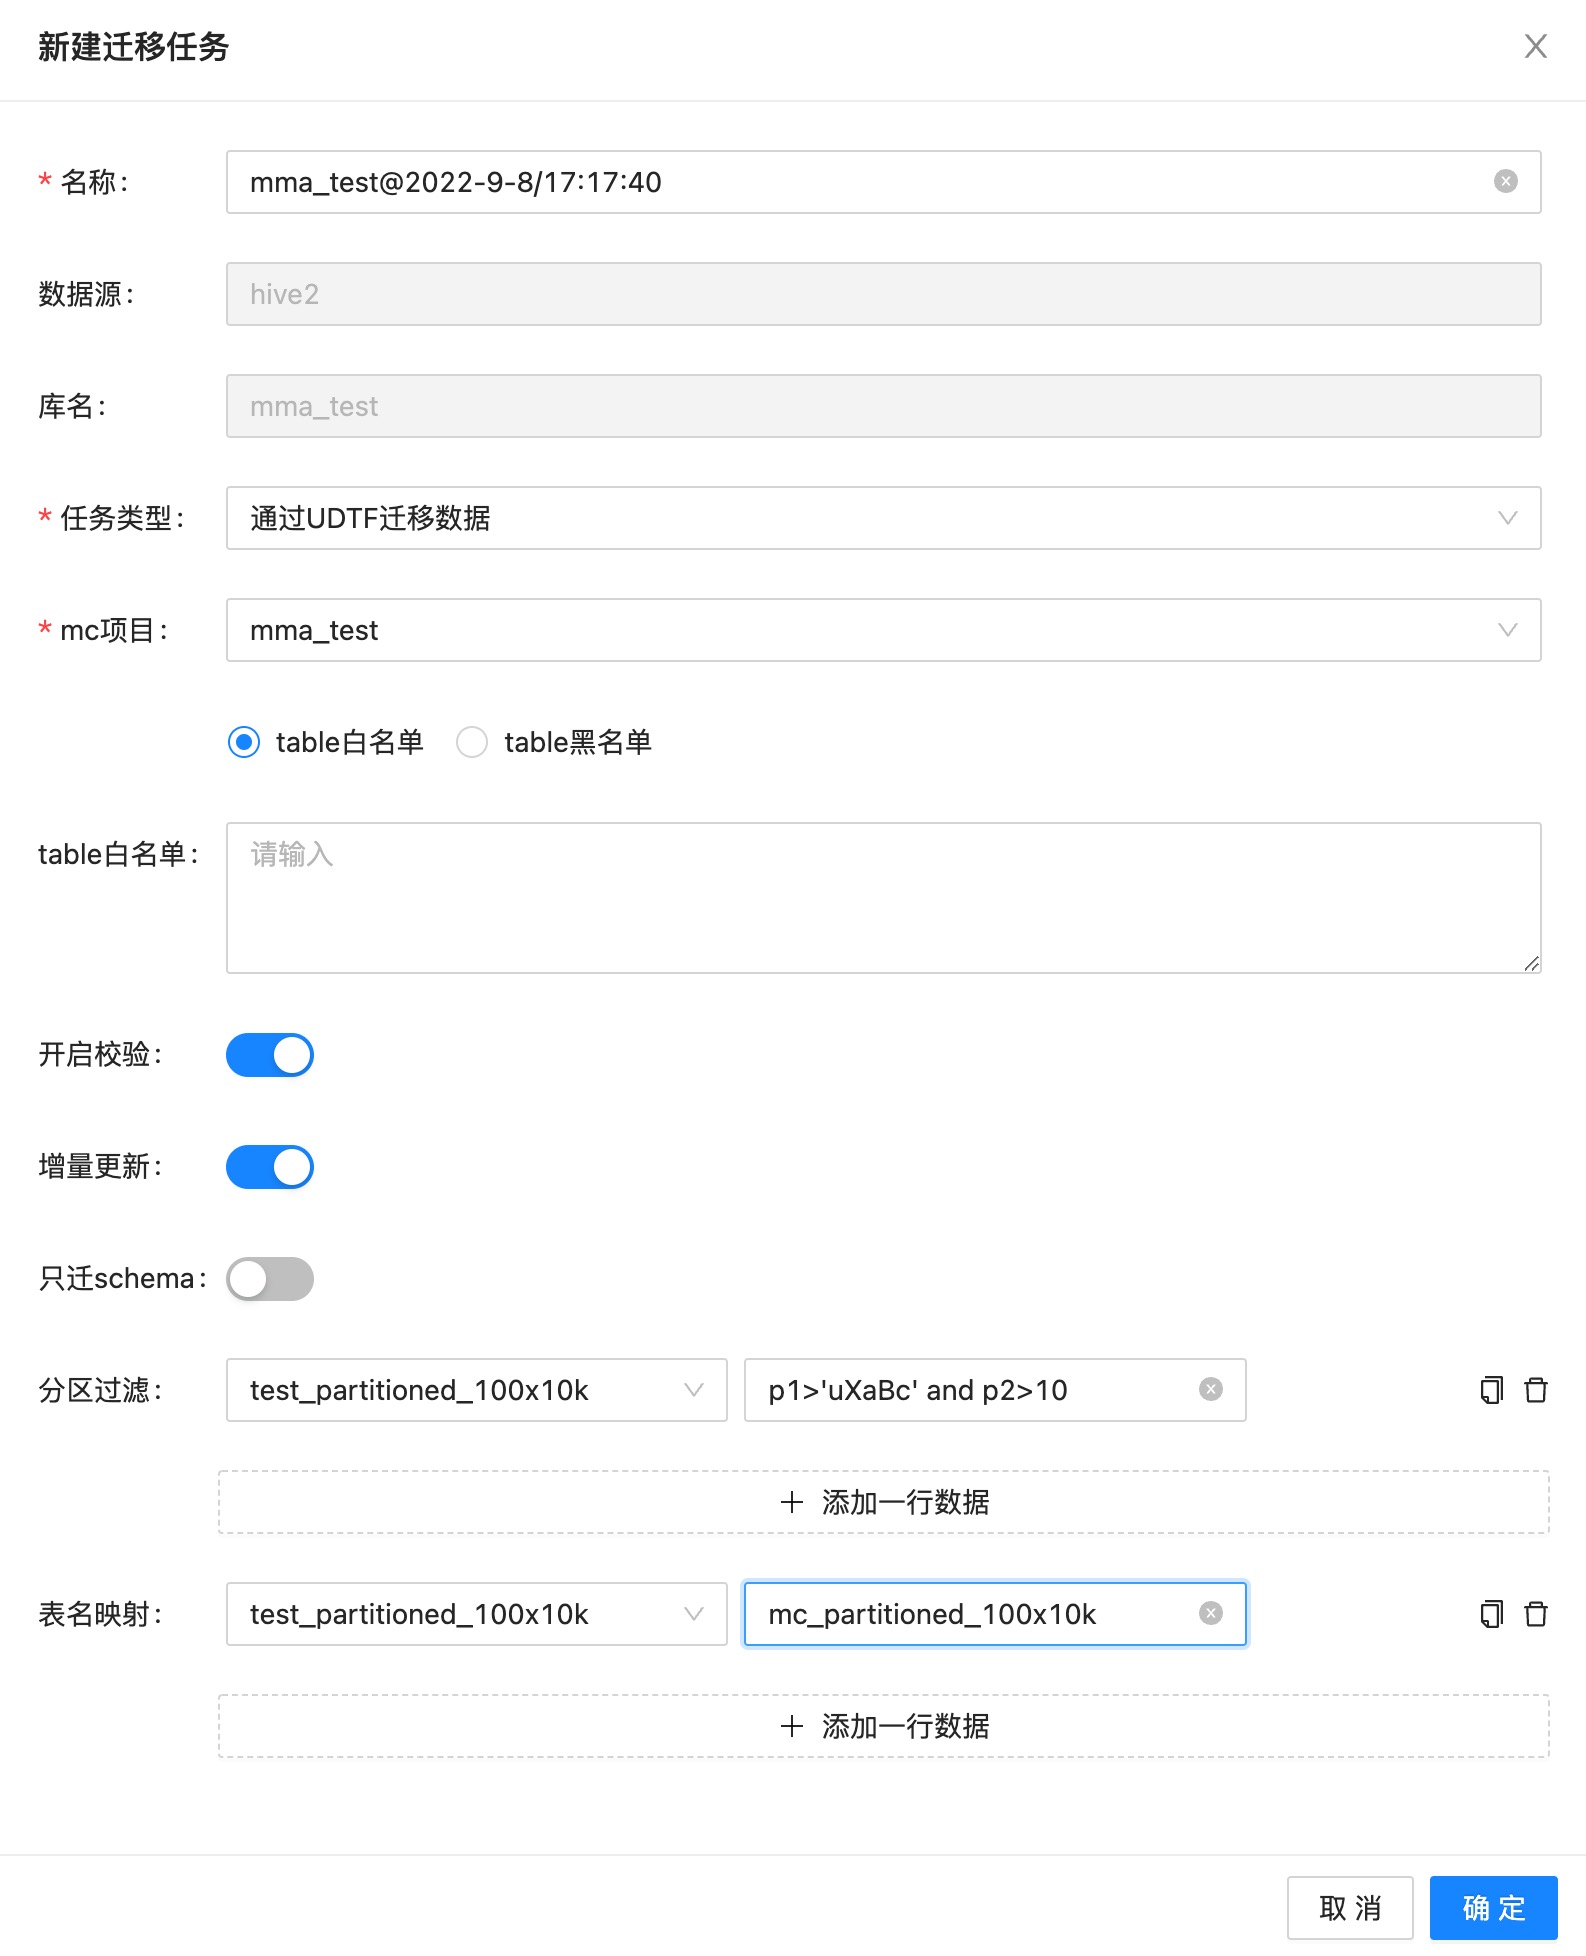 新建迁移任务
* 名称: mma_test@2022-9-8/17:17:40
数据源: hive2
库名: mma_test
* 任务类型: 通过UDTF迁移数据
* mc项目: mma_test
table白名单 table黑名单
table白名单: 请输入
开启校验:
增量更新:
只迁schema:
分区过滤: test_partitioned_100x10k p1>'uXaBc' and p2>10
+ 添加一行数据
表名映射: test_partitioned_100x10k mc_partitioned_100x10k
+ 添加一行数据
取 消 确 定